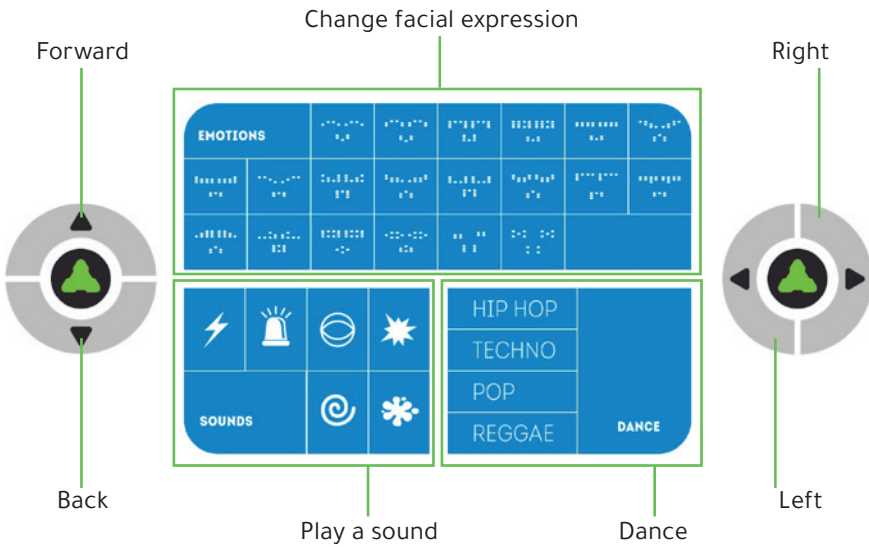 Change facial expression
Forward
Right
EMOTIONS
HIP HOP
TECHNO
POP
REGGAE
SOUNDS
DANCE
Back
Left
Play a sound
Dance